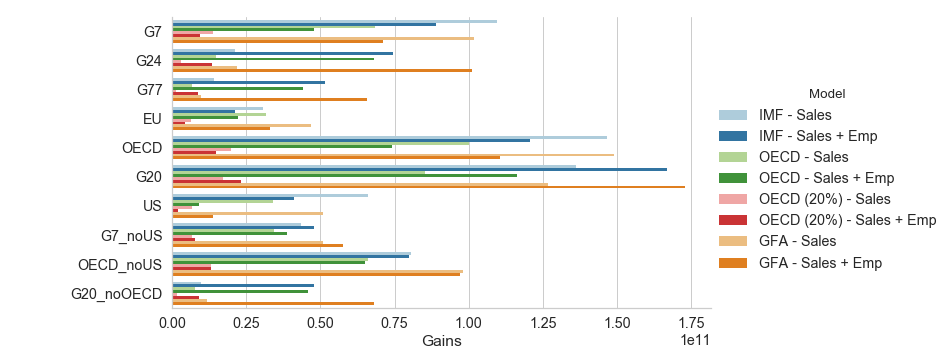 G7
G24
G77
EU
OECD
G20
US
G7_noUS
OECD_noUS
G20_noOECD
0.00 0.25 0.50 0.75 1.00 1.25 1.50 1.75
1e11
Gains
Model
IMF - Sales
IMF - Sales + Emp
OECD - Sales
OECD - Sales + Emp
OECD (20%) - Sales
OECD (20%) - Sales + Emp
GFA - Sales
GFA - Sales + Emp